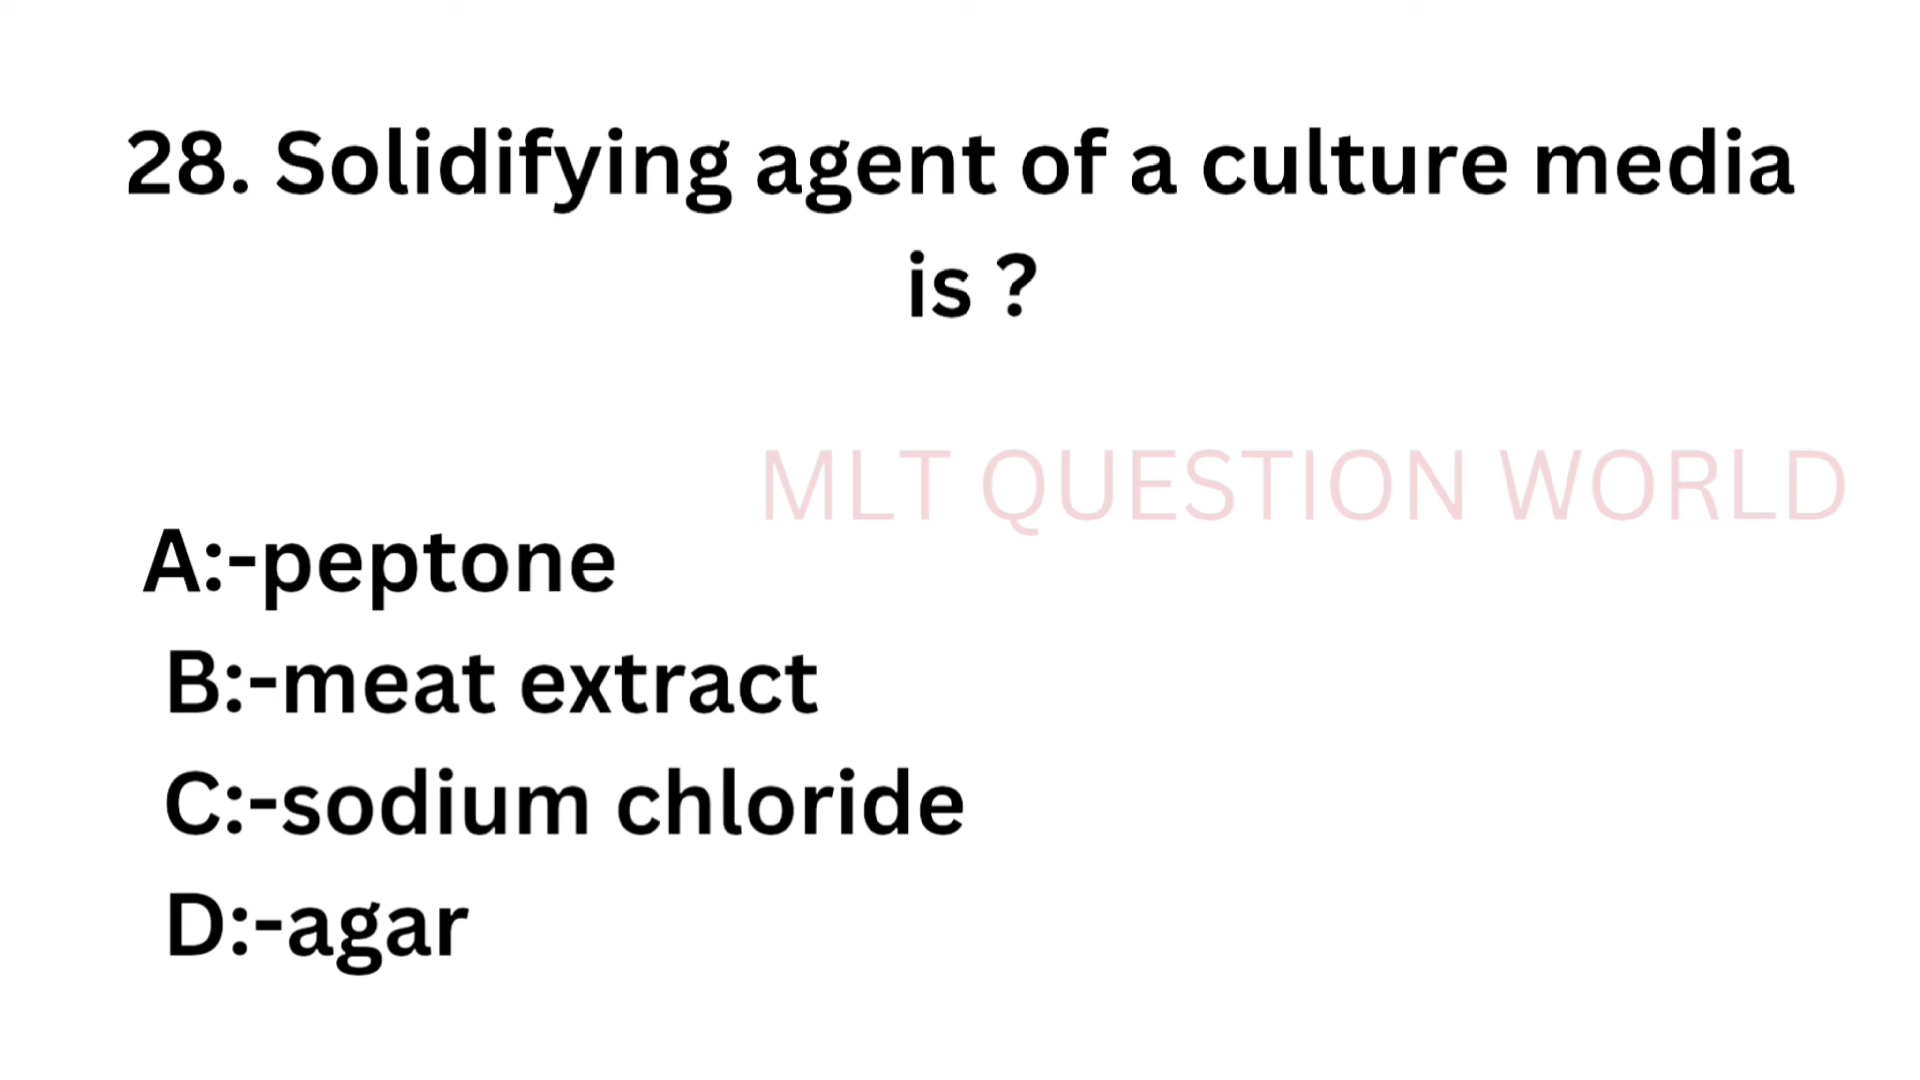 28. Solidifying agent of a culture media
is ?
MLT QUESTION WORLD
A:-peptone
B:-meat extract
C:-sodium chloride
D:-agar